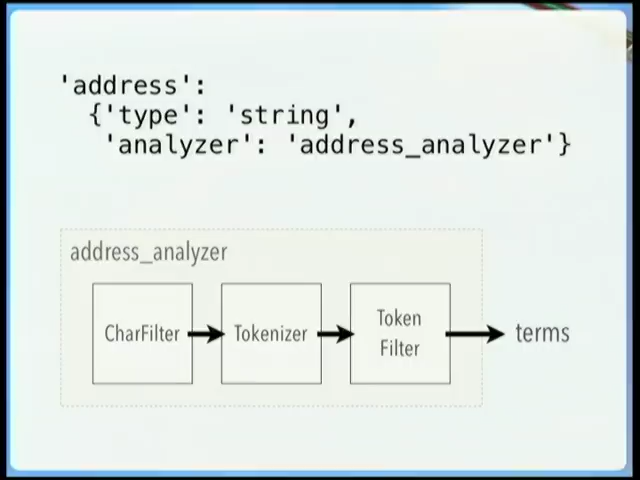 'address':
{'type': 'string',
'analyzer': 'address_analyzer'}
address_analyzer
CharFilter
Tokenizer
Token
Filter
terms